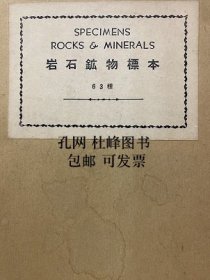 SPECIMENS
ROCKS & MINERALS
岩石鉱物標本
63種
孔网 杜峰图书
包邮 可发票